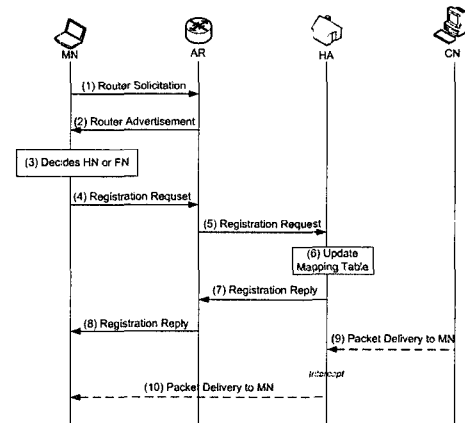 MN
AR
HA
CN
(1) Router Solicitation
(2) Router Advertisement
(3) Decides HN or FN
(4) Registration Requset
(5) Registration Request
(6) Update
Mapping Table
(7) Registration Reply
(8) Registration Reply
(9) Packet Delivery to MN
Intercept
(10) Packet Delivery to MN